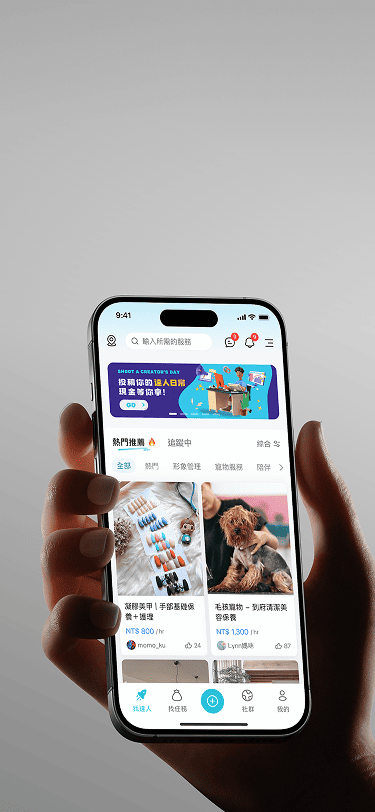 9:41
輸入所需的服務
SHOOT A CREATOR'S DAY
投稿你的達人日常
現金等你拿!
GO
熱門推薦
追蹤中
綜合
全部
熱門
形象管理
寵物服務
陪伴
凝膠美甲 | 手部基礎保
養+護理
NT$ 800 / hr
momo_ku
24
毛孩寵物 – 到府清潔美
容保養
NT$ 1,300 / hr
Lynn媽咪
87
找達人
找任務
社群
我的